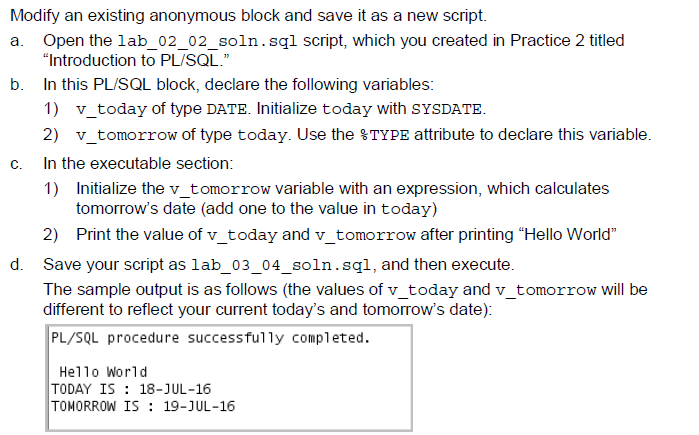 Modify an existing anonymous block and save it as a new script.
a. Open the lab_02_02_soln.sql script, which you created in Practice 2 titled
“Introduction to PL/SQL.”
b. In this PL/SQL block, declare the following variables:
1) v_today of type DATE. Initialize today with SYSDATE.
2) v_tomorrow of type today. Use the %TYPE attribute to declare this variable.
c. In the executable section:
1) Initialize the v_tomorrow variable with an expression, which calculates
tomorrow’s date (add one to the value in today)
2) Print the value of v_today and v_tomorrow after printing “Hello World”
d. Save your script as lab_03_04_soln.sql, and then execute.
The sample output is as follows (the values of v_today and v_tomorrow will be
different to reflect your current today’s and tomorrow’s date):
PL/SQL procedure successfully completed.
Hello World
TODAY IS : 18-JUL-16
TOMORROW IS : 19-JUL-16